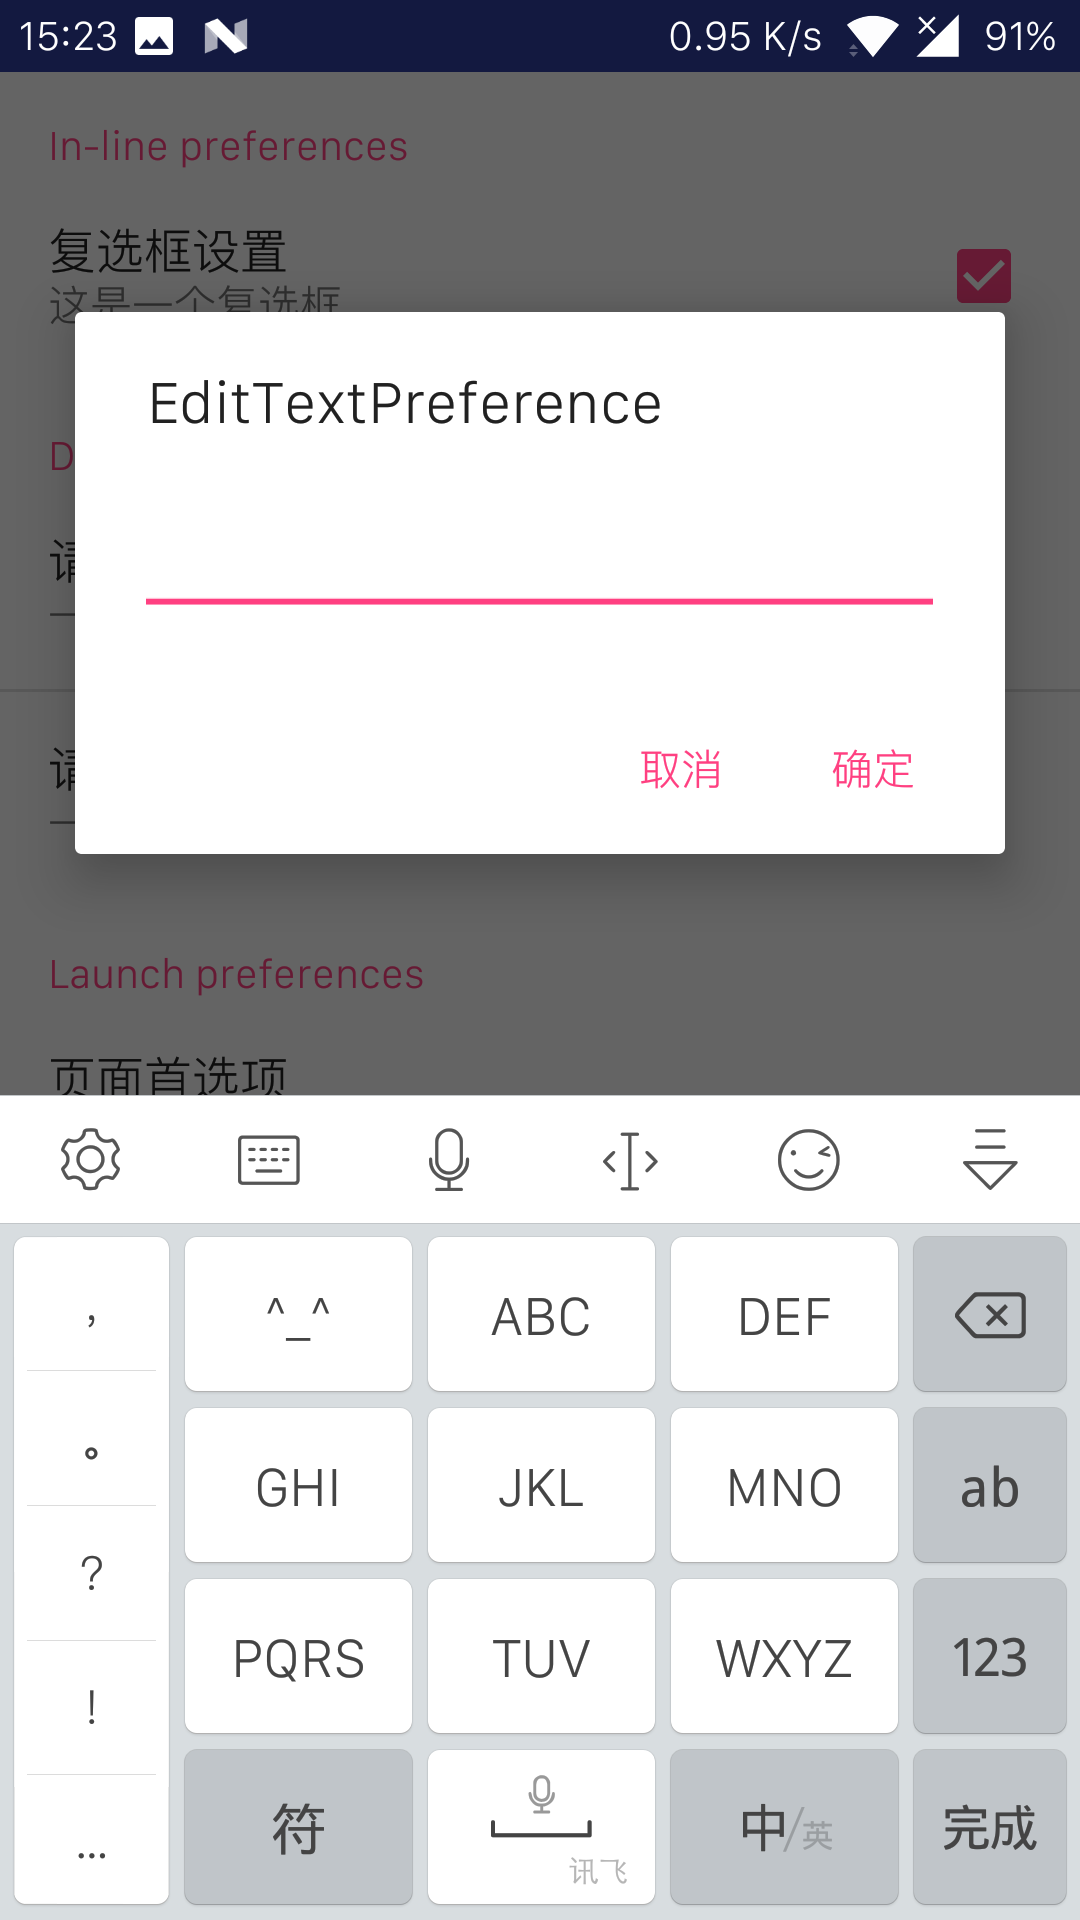 15:23 0.95 K/s 91%
In-line preferences
复选框设置
这是一个复选框
EditTextPreference
D
请
请
取消 确定
Launch preferences
页面首选项
， ^_^ ABC DEF
。 GHI JKL MNO ab
? PQRS TUV WXYZ 123
!
... 符 讯飞 中/英 完成